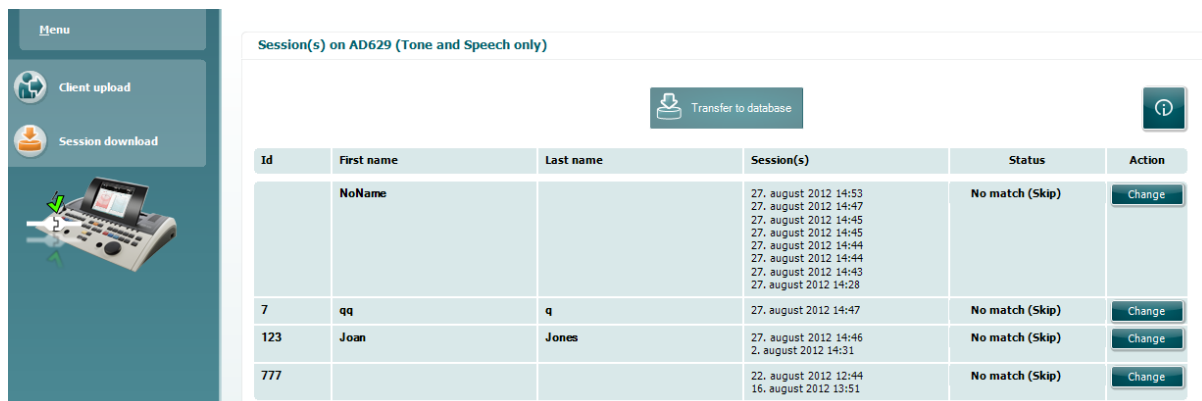 Menu
Client upload
Session download
Session(s) on AD629 (Tone and Speech only)
Transfer to database
Id First name Last name Session(s) Status Action
NoName 27. august 2012 14:53 No match (Skip) Change
27. august 2012 14:47
27. august 2012 14:45
27. august 2012 14:45
27. august 2012 14:44
27. august 2012 14:44
27. august 2012 14:43
27. august 2012 14:28
7 qq q 27. august 2012 14:47 No match (Skip) Change
123 Joan Jones 27. august 2012 14:46 No match (Skip) Change
2. august 2012 14:31
777 22. august 2012 12:44 No match (Skip) Change
16. august 2012 13:51